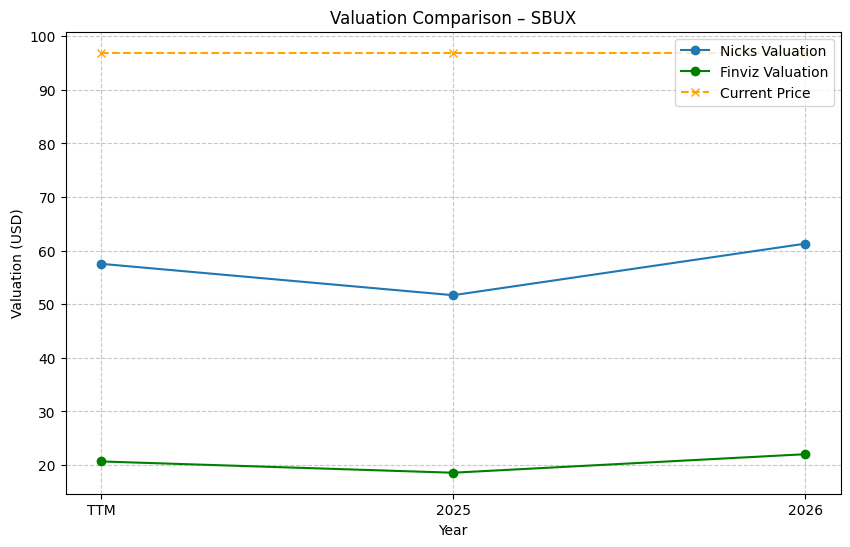 Valuation Comparison – SBUX
Nicks Valuation
Finviz Valuation
Current Price
Valuation (USD)
100
90
80
70
60
50
40
30
20
TTM
2025
2026
Year